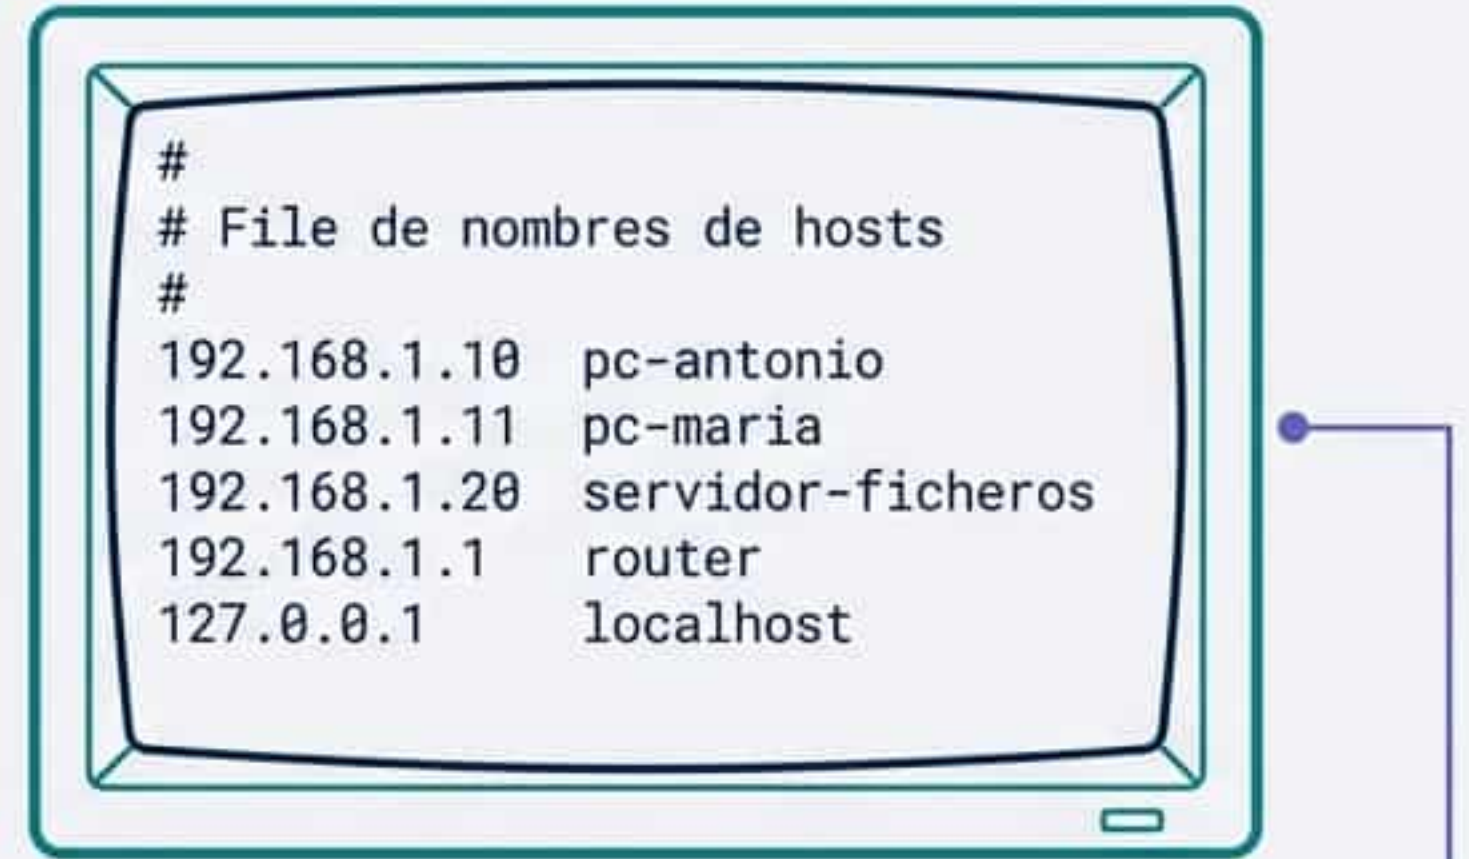 #
# File de nombres de hosts
#
192.168.1.10  pc-antonio
192.168.1.11  pc-maria
192.168.1.20  servidor-ficheros
192.168.1.1   router
127.0.0.1     localhost